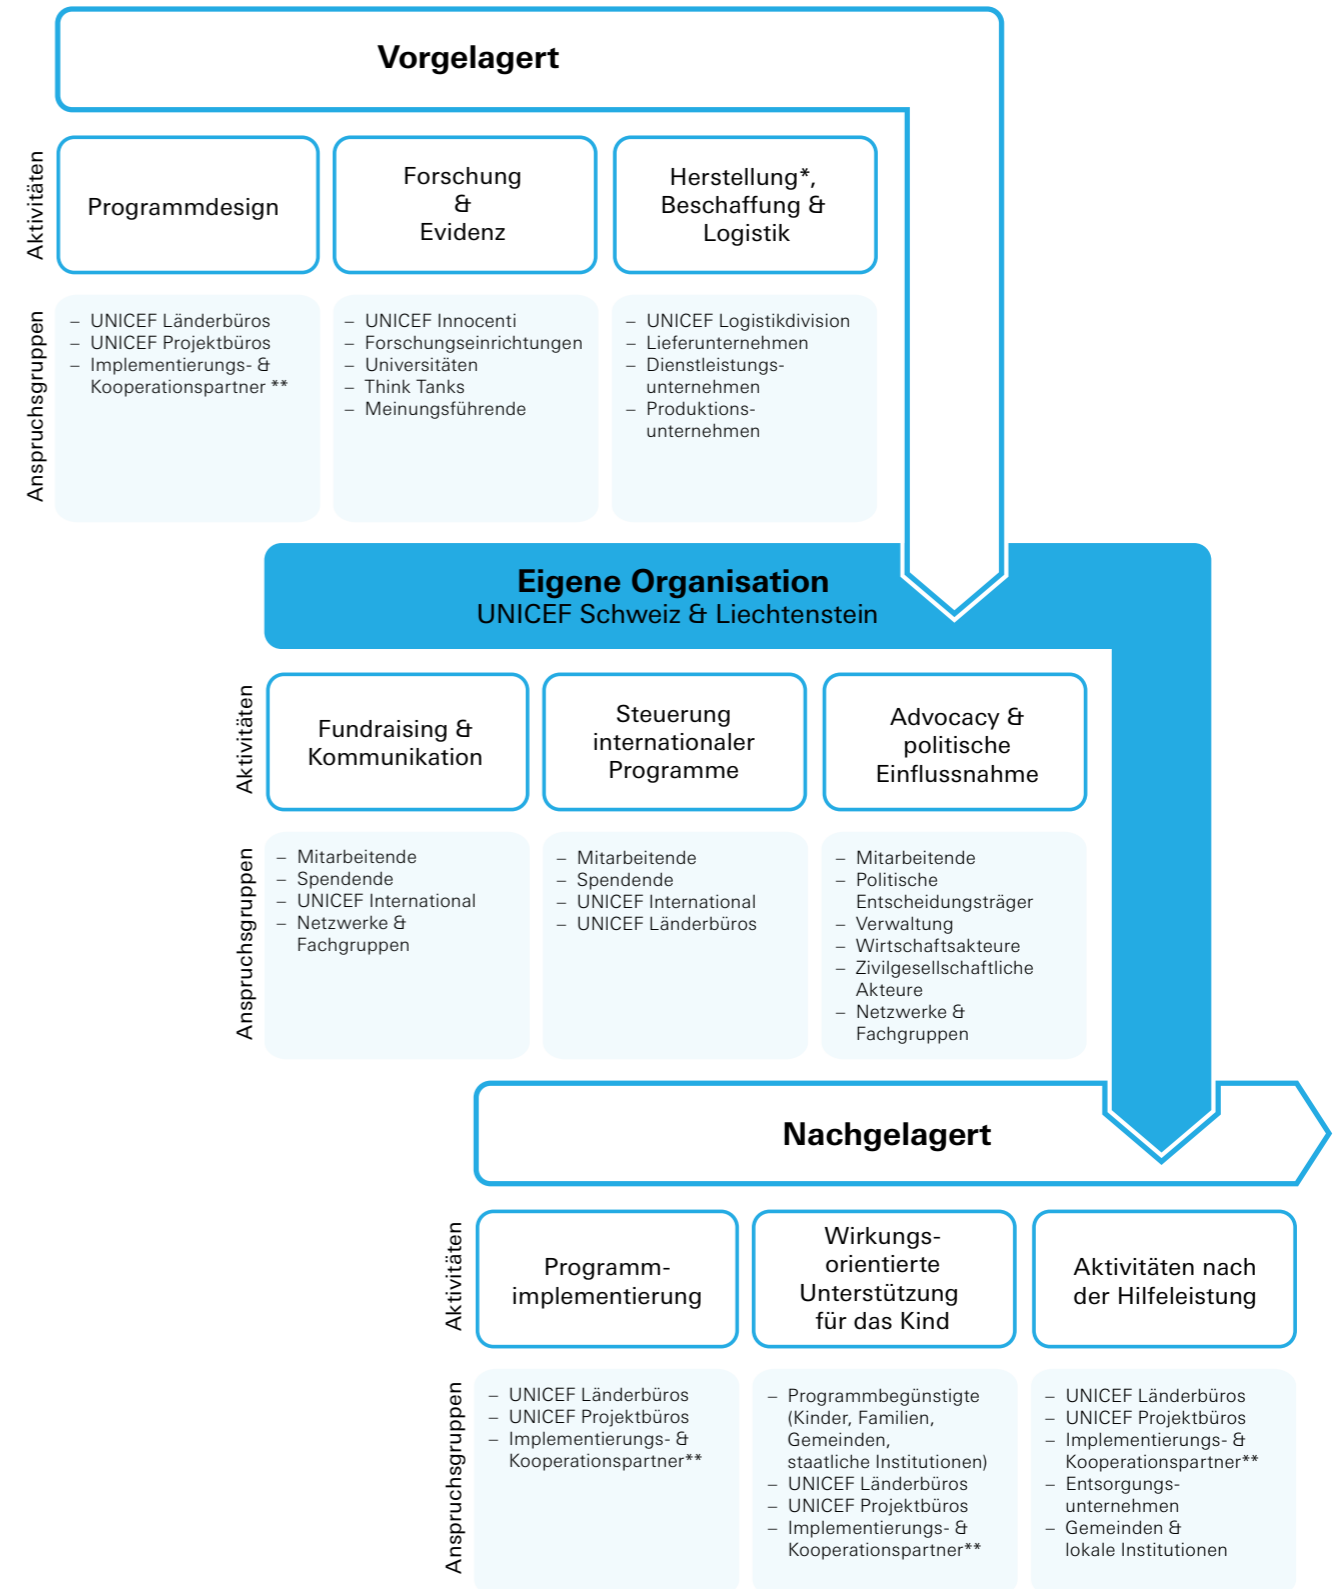 Vorgelagert
Aktivitäten
Programmdesign
Forschung
&
Evidenz
Herstellung*,
Beschaffung &
Logistik
Anspruchsgruppen
– UNICEF Länderbüros
– UNICEF Projektbüros
– Implementierungs- &
Kooperationspartner **
– UNICEF Innocenti
– Forschungseinrichtungen
– Universitäten
– Think Tanks
– Meinungsführende
– UNICEF Logistikdivision
– Lieferunternehmen
– Dienstleistungs-
unternehmen
– Produktions-
unternehmen
Eigene Organisation
UNICEF Schweiz & Liechtenstein
Aktivitäten
Fundraising &
Kommunikation
Steuerung
internationaler
Programme
Advocacy &
politische
Einflussnahme
Anspruchsgruppen
– Mitarbeitende
– Spendende
– UNICEF International
– Netzwerke &
Fachgruppen
– Mitarbeitende
– Spendende
– UNICEF International
– UNICEF Länderbüros
– Mitarbeitende
– Politische
Entscheidungsträger
– Verwaltung
– Wirtschaftsakteure
– Zivilgesellschaftliche
Akteure
– Netzwerke &
Fachgruppen
Nachgelagert
Aktivitäten
Programm-
implementierung
Wirkungs-
orientierte
Unterstützung
für das Kind
Aktivitäten nach
der Hilfeleistung
Anspruchsgruppen
– UNICEF Länderbüros
– UNICEF Projektbüros
– Implementierungs- &
Kooperationspartner**
– Programmbegünstigte
(Kinder, Familien,
Gemeinden,
staatliche Institutionen)
– UNICEF Länderbüros
– UNICEF Projektbüros
– Implementierungs- &
Kooperationspartner**
– UNICEF Länderbüros
– UNICEF Projektbüros
– Implementierungs- &
Kooperationspartner**
– Entsorgungs-
unternehmen
– Gemeinden &
lokale Institutionen